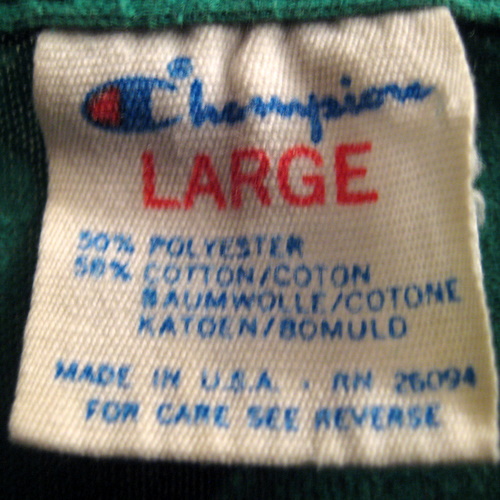 Champion
LARGE
50% POLYESTER
50% COTTON/COTON
BAUMWOLLE/COTONE
KATOEN/BOMULD
MADE IN U.S.A. · RN 26094
FOR CARE SEE REVERSE